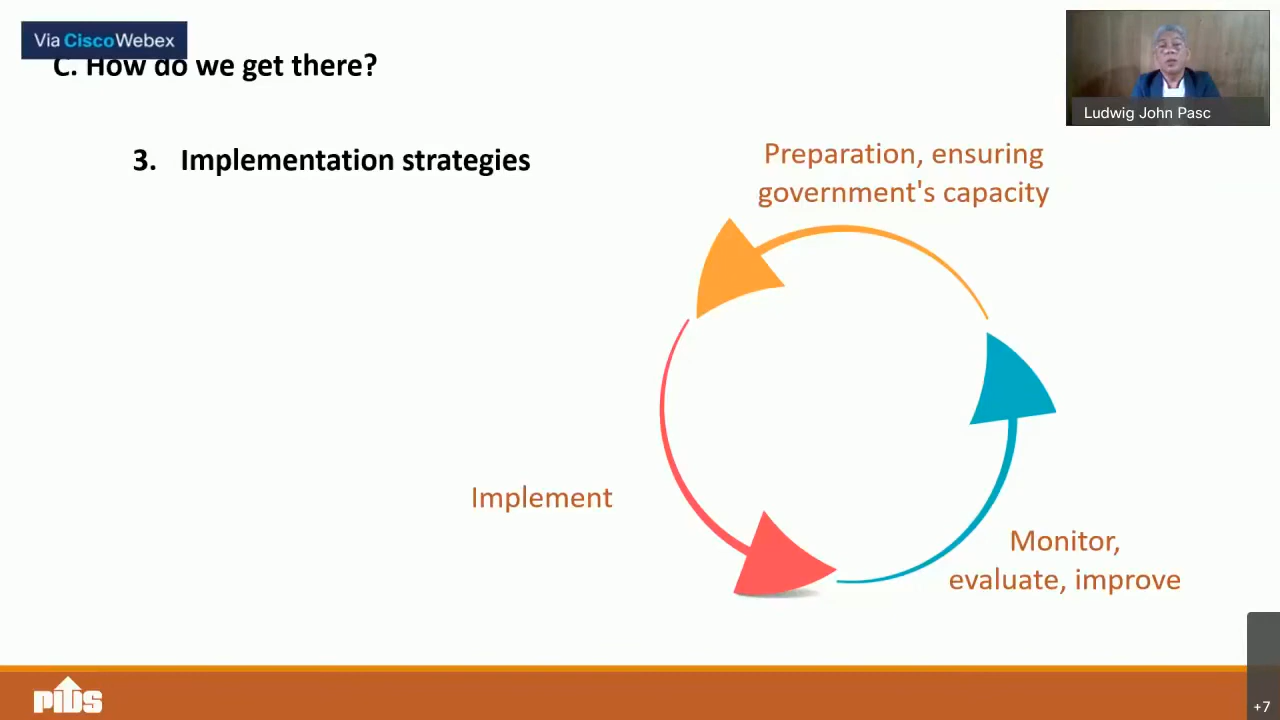 Via CiscoWebex
C. How do we get there?
Ludwig John Pasc
3. Implementation strategies
Preparation, ensuring
government's capacity
Implement
Monitor,
evaluate, improve
PIDS
+7